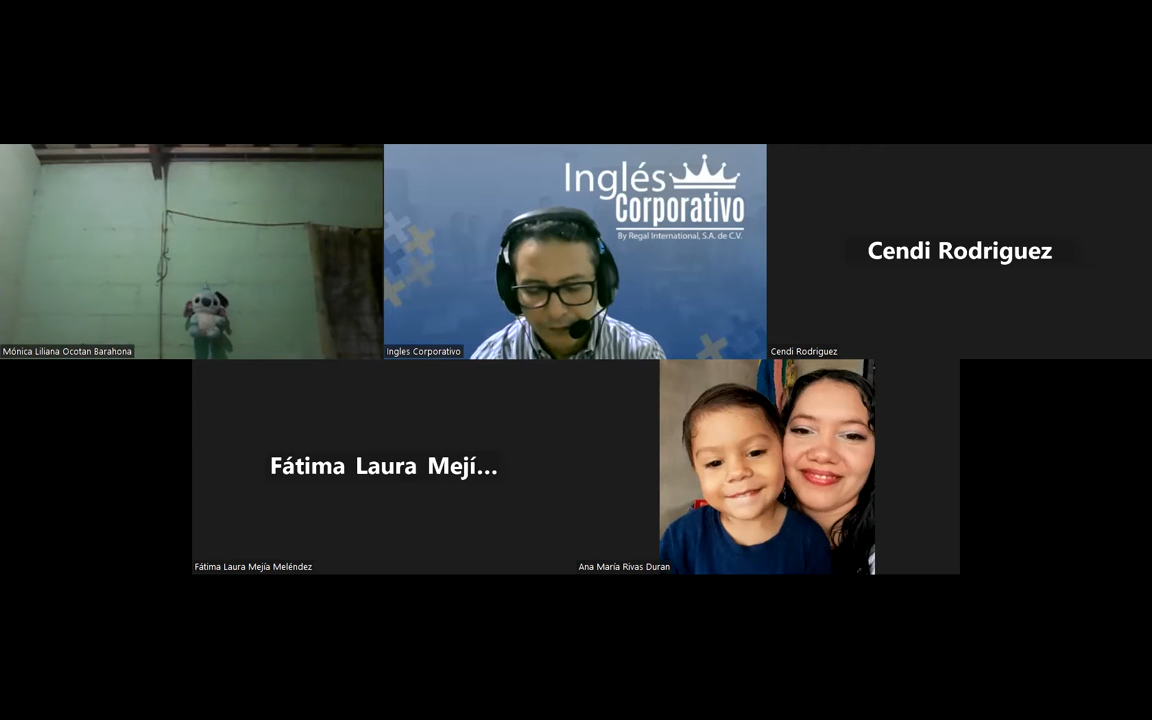 Inglés
Corporativo
By Regal International, S.A. de C.V.
Cendi Rodriguez
Mónica Liliana Ocotan Barahona
Ingles Corporativo
Cendi Rodriguez
Fátima Laura Mejí...
Fátima Laura Mejía Meléndez
Ana María Rivas Duran